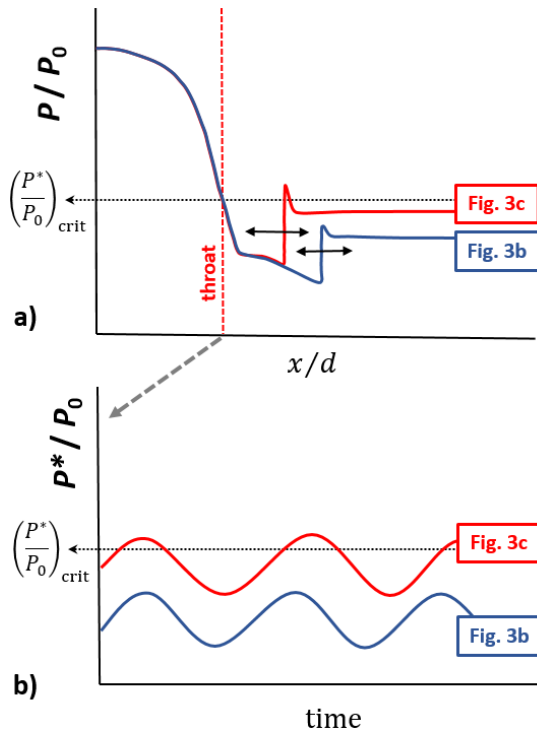 P / P₀
(P*/P₀)crit
Fig. 3c
Fig. 3b
throat
a)
x/d
P* / P₀
(P*/P₀)crit
Fig. 3c
Fig. 3b
b)
time